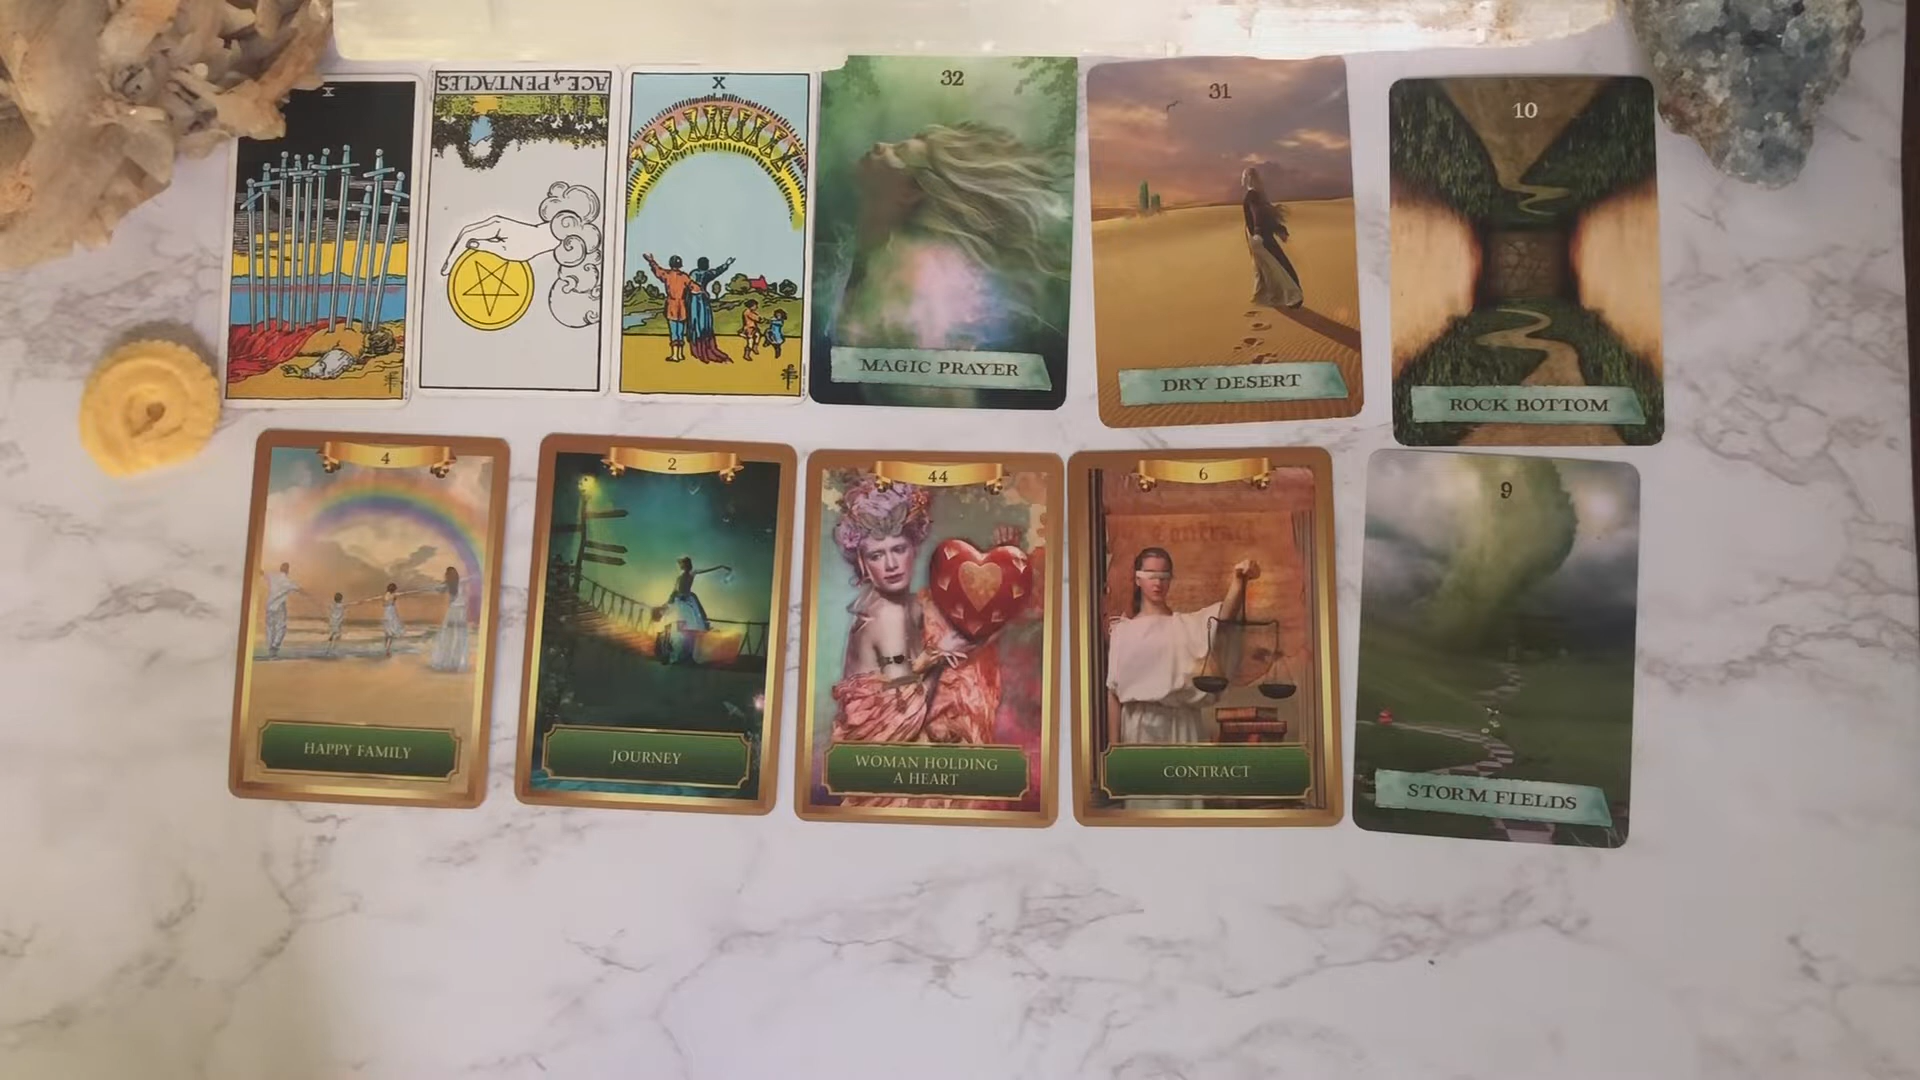 X
ACE of PENTACLES
X
32
MAGIC PRAYER
31
DRY DESERT
10
ROCK BOTTOM
4
HAPPY FAMILY
2
JOURNEY
44
WOMAN HOLDING
A HEART
6
Contract
CONTRACT
9
STORM FIELDS